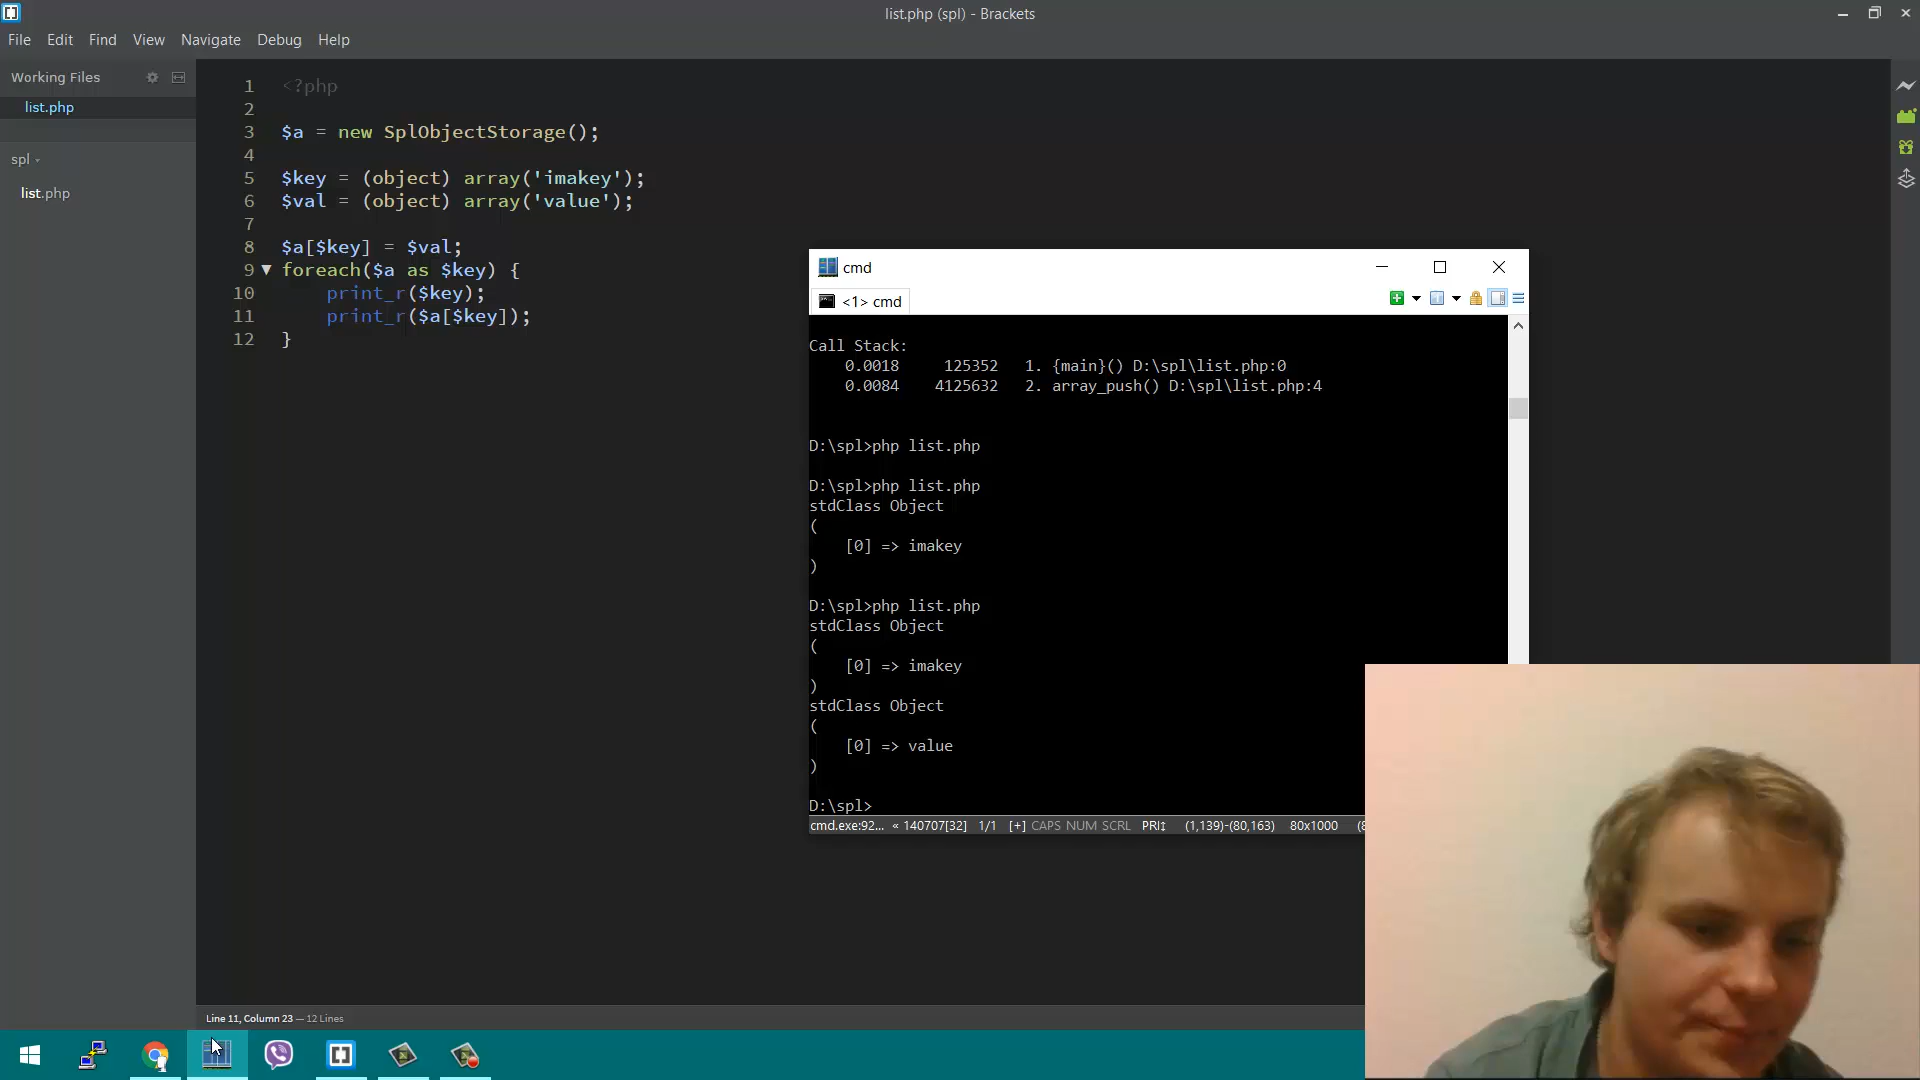 list.php (spl) - Brackets
File Edit Find View Navigate Debug Help
Working Files
list.php
spl
list.php
1 <?php
2
3 $a = new SplObjectStorage();
4
5 $key = (object) array('imakey');
6 $val = (object) array('value');
7
8 $a[$key] = $val;
9 foreach($a as $key) {
10 print_r($key);
11 print_r($a[$key]);
12 }
cmd
<1> cmd
Call Stack:
0.0018 125352 1. {main}() D:\spl\list.php:0
0.0084 4125632 2. array_push() D:\spl\list.php:4
D:\spl>php list.php
D:\spl>php list.php
stdClass Object
(
[0] => imakey
)
D:\spl>php list.php
stdClass Object
(
[0] => imakey
)
stdClass Object
(
[0] => value
)
D:\spl>
cmd.exe:92... « 140707[32] 1/1 [+] CAPS NUM SCRL PRI↕ (1,139)-(80,163) 80x1000 (8
Line 11, Column 23 — 12 Lines